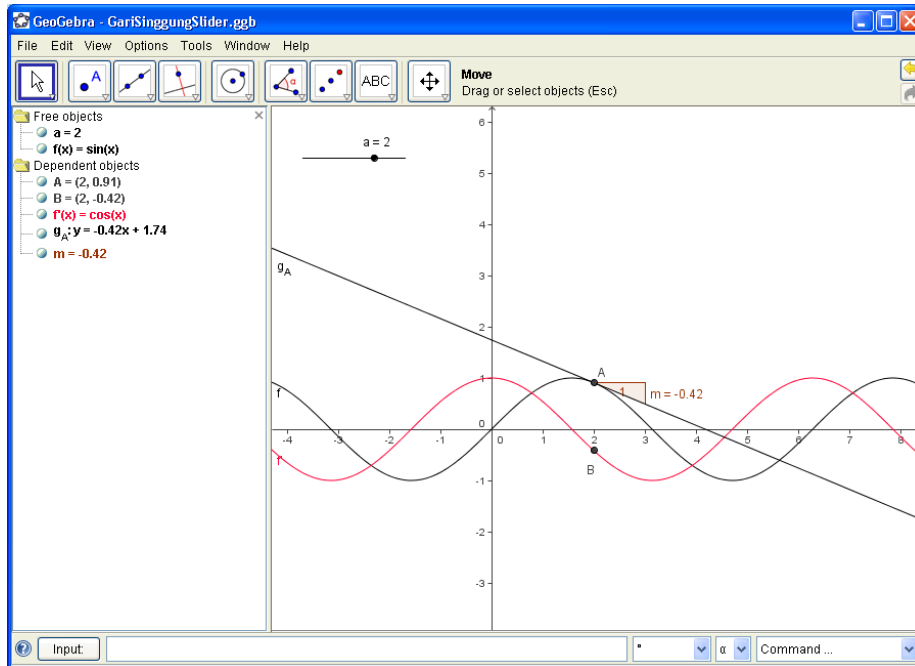 GeoGebra - GariSinggungSlider.ggb
File Edit View Options Tools Window Help
A α ABC
Move
Drag or select objects (Esc)
Free objects
a = 2
f(x) = sin(x)
Dependent objects
A = (2, 0.91)
B = (2, -0.42)
f'(x) = cos(x)
g_A: y = -0.42x + 1.74
m = -0.42
a = 2
6
5
4
3
2
1
0
-1
-2
-3
-4 -3 -2 -1 0 1 2 3 4 5 6 7 8
g_A
f
f'
A
1
m = -0.42
B
Input:
° α Command ...